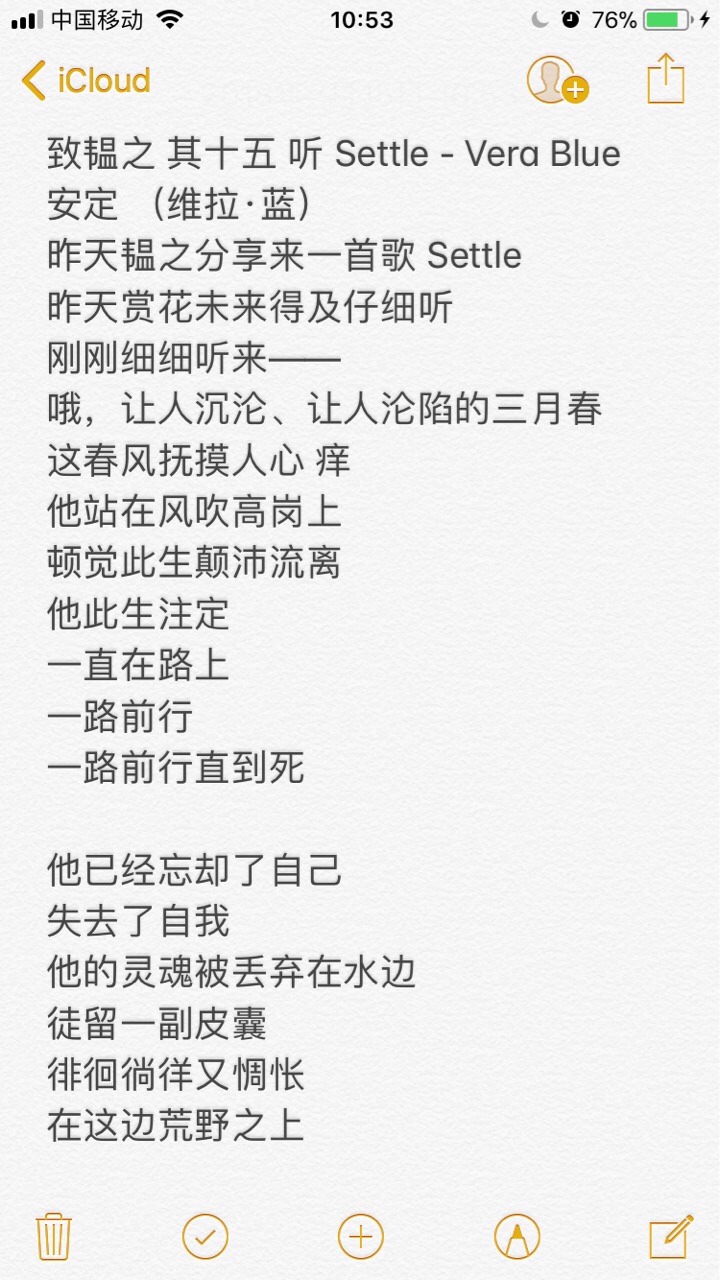 中国移动 10:53 76%
iCloud
致韫之 其十五 听 Settle - Vera Blue
安定 （维拉·蓝）
昨天韫之分享来一首歌 Settle
昨天赏花未来得及仔细听
刚刚细细听来——
哦，让人沉沦、让人沦陷的三月春
这春风抚摸人心 痒
他站在风吹高岗上
顿觉此生颠沛流离
他此生注定
一直在路上
一路前行
一路前行直到死
他已经忘却了自己
失去了自我
他的灵魂被丢弃在水边
徒留一副皮囊
徘徊徜徉又惆怅
在这边荒野之上